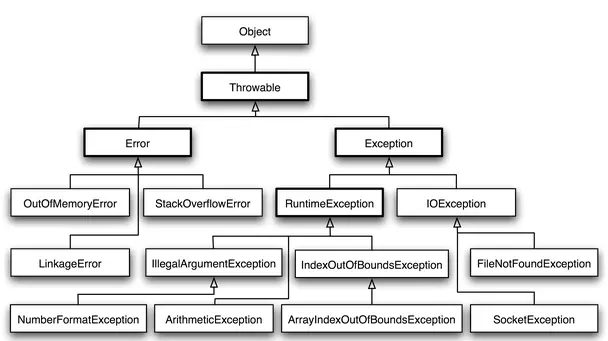 Object
Throwable
Error
Exception
OutOfMemoryError
StackOverflowError
RuntimeException
IOException
LinkageError
IllegalArgumentException
IndexOutOfBoundsException
FileNotFoundException
NumberFormatException
ArithmeticException
ArrayIndexOutOfBoundsException
SocketException